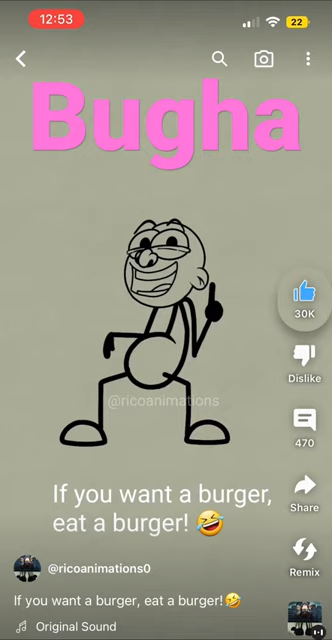 12:53
22
Bugha
30K
@ricoanimations
Dislike
470
If you want a burger,
eat a burger! 🤣
Share
@ricoanimations0
Remix
If you want a burger, eat a burger!🤣
Original Sound